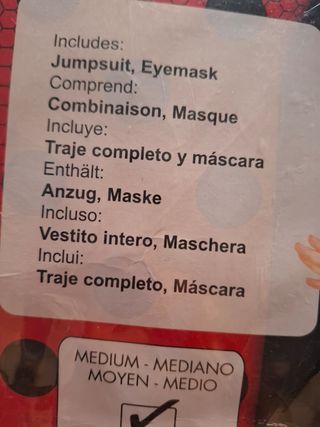 Includes:
Jumpsuit, Eyemask
Comprend:
Combinaison, Masque
Incluye:
Traje completo y máscara
Enthält:
Anzug, Maske
Incluso:
Vestito intero, Maschera
Inclui:
Traje completo, Máscara
MEDIUM - MEDIANO
MOYEN - MEDIO